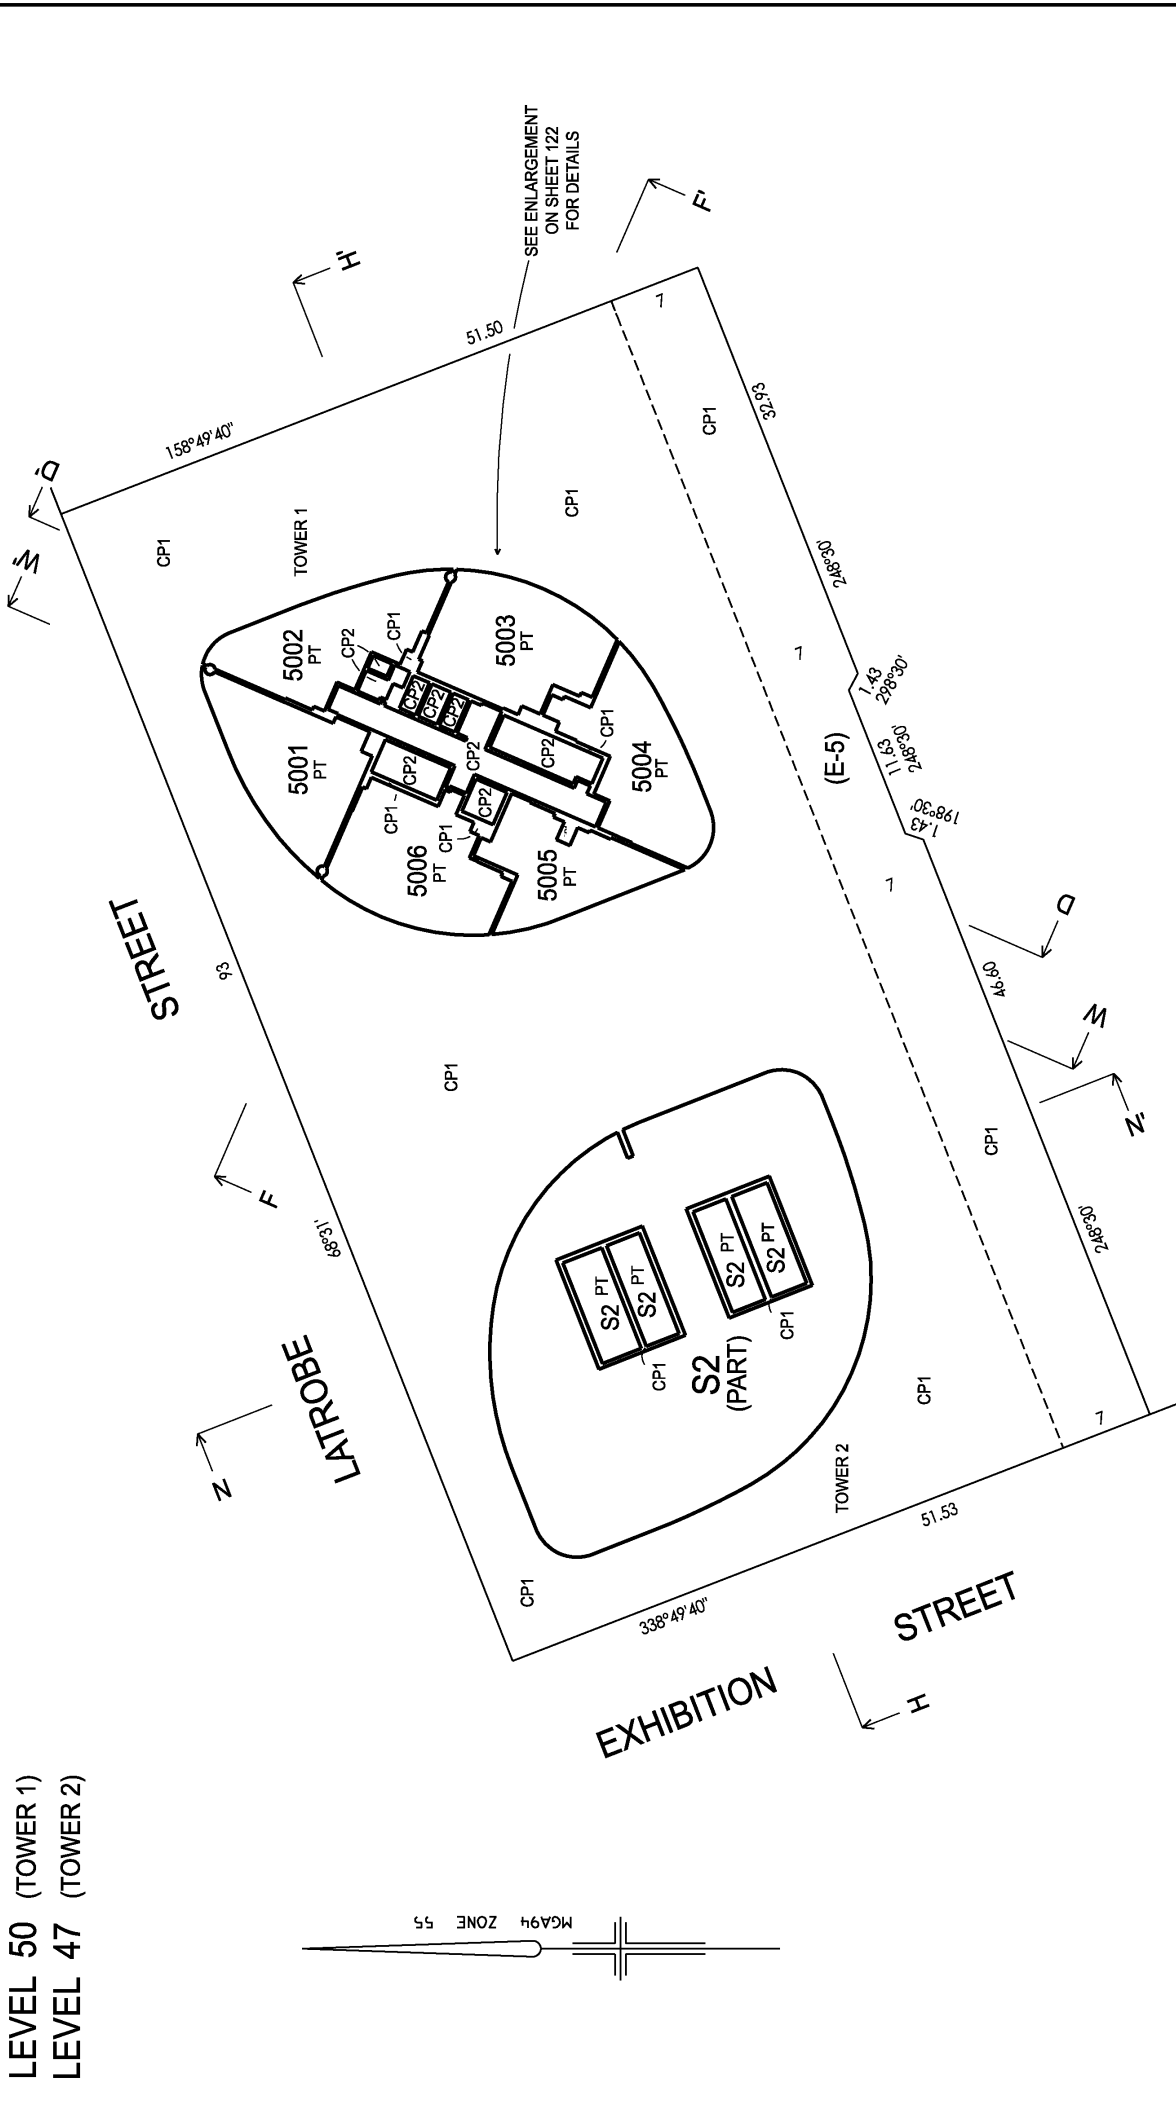 LEVEL 50 (TOWER 1)
LEVEL 47 (TOWER 2)
MGA94 ZONE 55
LATROBE
STREET
EXHIBITION
STREET
SEE ENLARGEMENT
ON SHEET 122
FOR DETAILS
68°31'
93
158°49'40"
51.50
7
32.93
248°30'
1.43
298°30'
11.63
248°30'
198°30'
1.43
46.60
248°30'
7
51.53
338°49'40"
W'
D'
H'
F'
F
N
H
D
W
N'
TOWER 1
CP1
CP1
CP1
CP1
CP1
CP1
CP1
7
7
(E-5)
5001
PT
5002
PT
5003
PT
5004
PT
5005
PT
5006
PT
CP2
CP1
CP2
CP2
CP2
CP2
CP2
CP2
CP2
CP1
CP1
CP1
S2 PT
S2 PT
S2 PT
S2 PT
CP1
CP1
S2
(PART)
TOWER 2